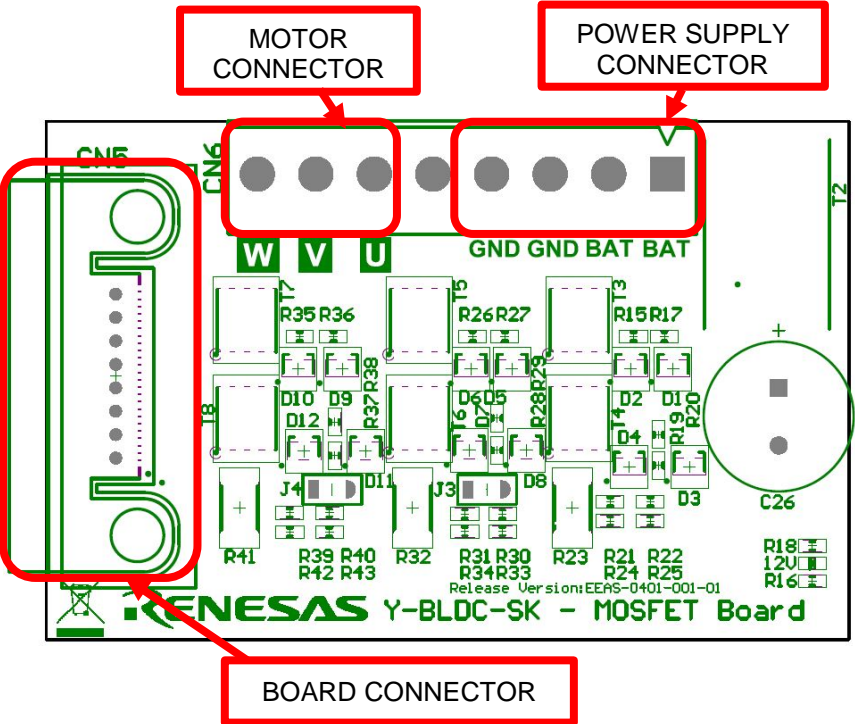 MOTOR
CONNECTOR
POWER SUPPLY
CONNECTOR
CN5
CN6
T2
W V U
GND GND BAT BAT
T7
T5
T3
R35 R36
R26 R27
R15 R17
+
R38
R29
D10 D9
D6 D5
D2 D1
R20
T8
D12
R37
T6
D7
R28
T4
D4
R19
J4
D11
J3
D8
D3
C26
R41
R39 R40
R42 R43
R32
R31 R30
R34 R33
R23
R21 R22
R24 R25
R18
12V
R16
Release Version:EEAS-0401-001-01
RENESAS Y-BLDC-SK - MOSFET Board
BOARD CONNECTOR